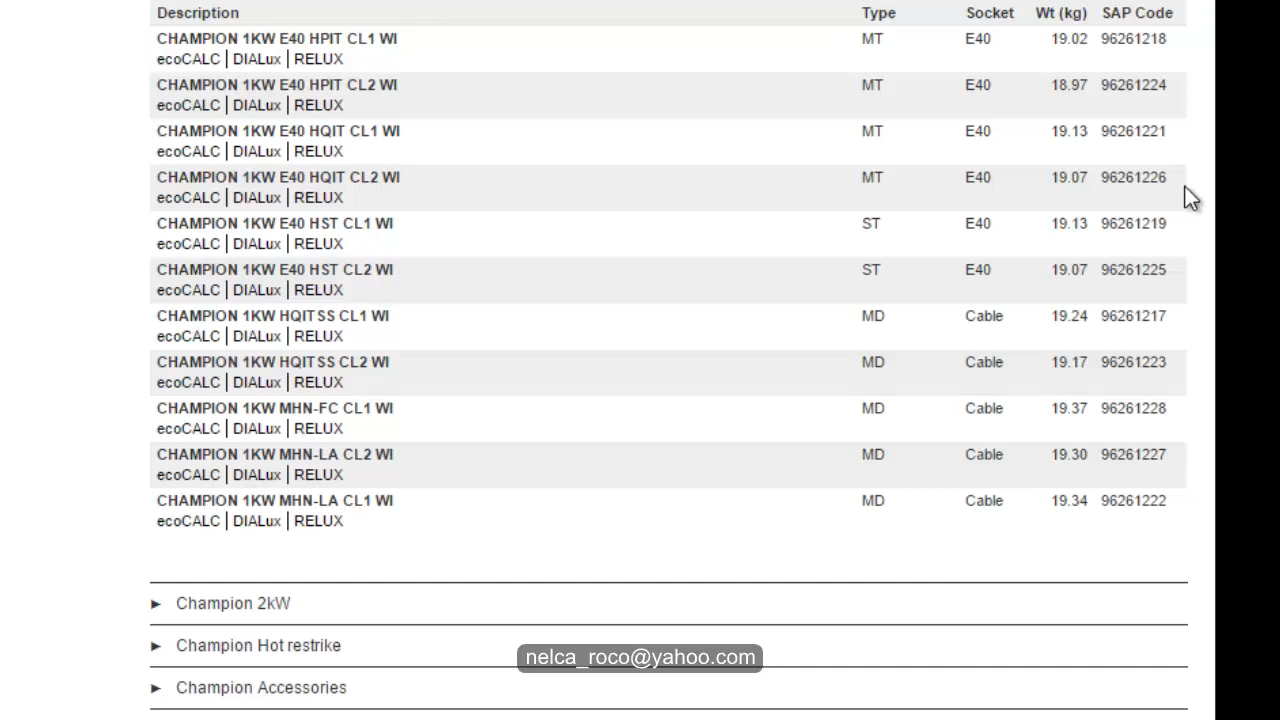 Description Type Socket Wt (kg) SAP Code
CHAMPION 1KW E40 HPIT CL1 WI MT E40 19.02 96261218
ecoCALC | DIALux | RELUX
CHAMPION 1KW E40 HPIT CL2 WI MT E40 18.97 96261224
ecoCALC | DIALux | RELUX
CHAMPION 1KW E40 HQIT CL1 WI MT E40 19.13 96261221
ecoCALC | DIALux | RELUX
CHAMPION 1KW E40 HQIT CL2 WI MT E40 19.07 96261226
ecoCALC | DIALux | RELUX
CHAMPION 1KW E40 HST CL1 WI ST E40 19.13 96261219
ecoCALC | DIALux | RELUX
CHAMPION 1KW E40 HST CL2 WI ST E40 19.07 96261225
ecoCALC | DIALux | RELUX
CHAMPION 1KW HQITSS CL1 WI MD Cable 19.24 96261217
ecoCALC | DIALux | RELUX
CHAMPION 1KW HQITSS CL2 WI MD Cable 19.17 96261223
ecoCALC | DIALux | RELUX
CHAMPION 1KW MHN-FC CL1 WI MD Cable 19.37 96261228
ecoCALC | DIALux | RELUX
CHAMPION 1KW MHN-LA CL2 WI MD Cable 19.30 96261227
ecoCALC | DIALux | RELUX
CHAMPION 1KW MHN-LA CL1 WI MD Cable 19.34 96261222
ecoCALC | DIALux | RELUX
► Champion 2kW
► Champion Hot restrike
nelca_roco@yahoo.com
► Champion Accessories